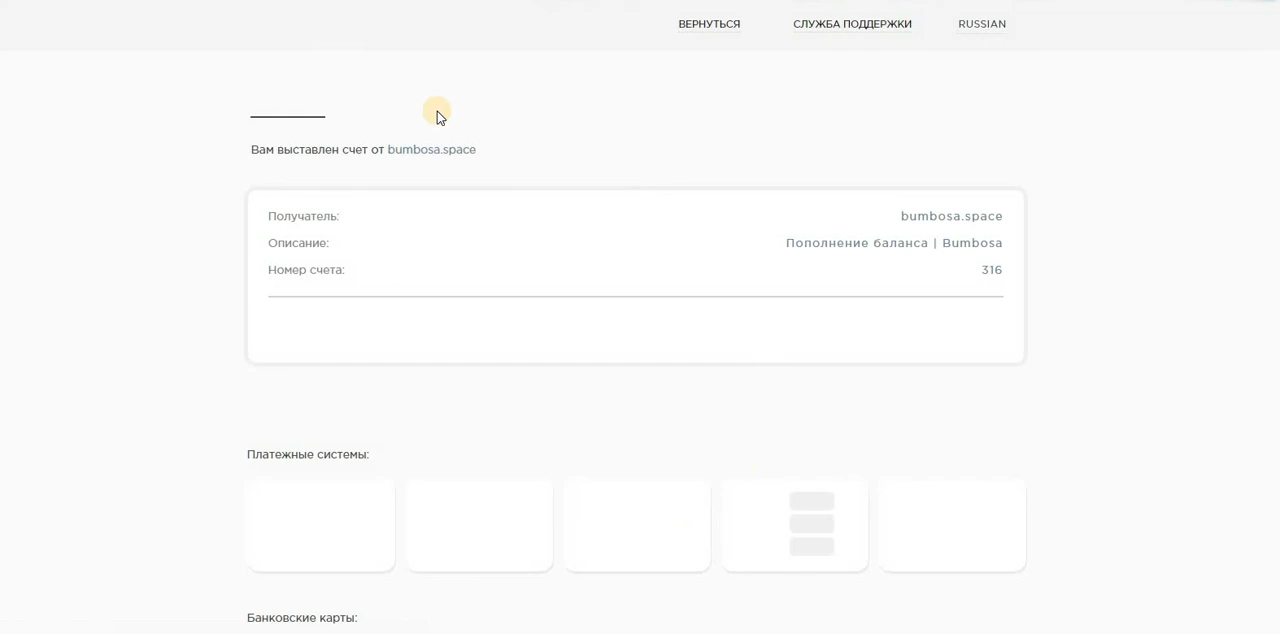 ВЕРНУТЬСЯ СЛУЖБА ПОДДЕРЖКИ RUSSIAN
Вам выставлен счет от bumbosa.space
Получатель: bumbosa.space
Описание: Пополнение баланса | Bumbosa
Номер счета: 316
Платежные системы:
Банковские карты: